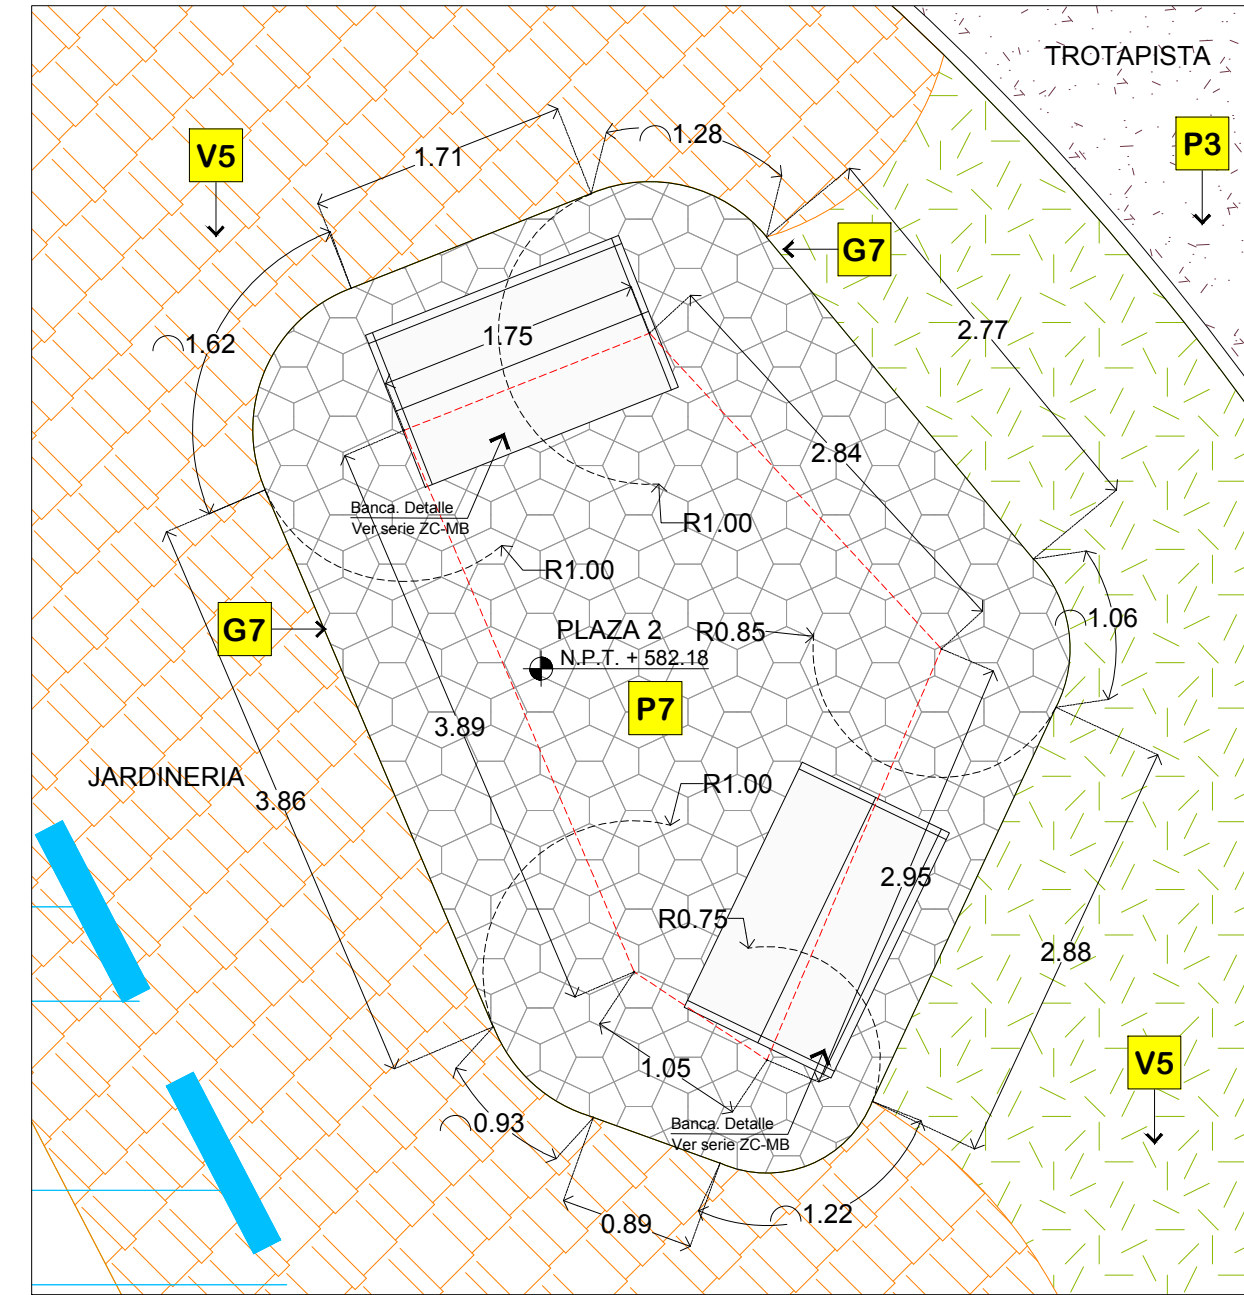 TROTAPISTA
P3
V5
1.71
1.28
G7
2.77
1.62
1.75
2.84
Banca. Detalle
Ver serie ZC-MB
R1.00
R1.00
G7
PLAZA 2
N.P.T. + 582.18
R0.85
1.06
P7
3.89
JARDINERIA
3.86
R1.00
2.95
R0.75
2.88
V5
1.05
Banca. Detalle
Ver serie ZC-MB
0.93
0.89
1.22